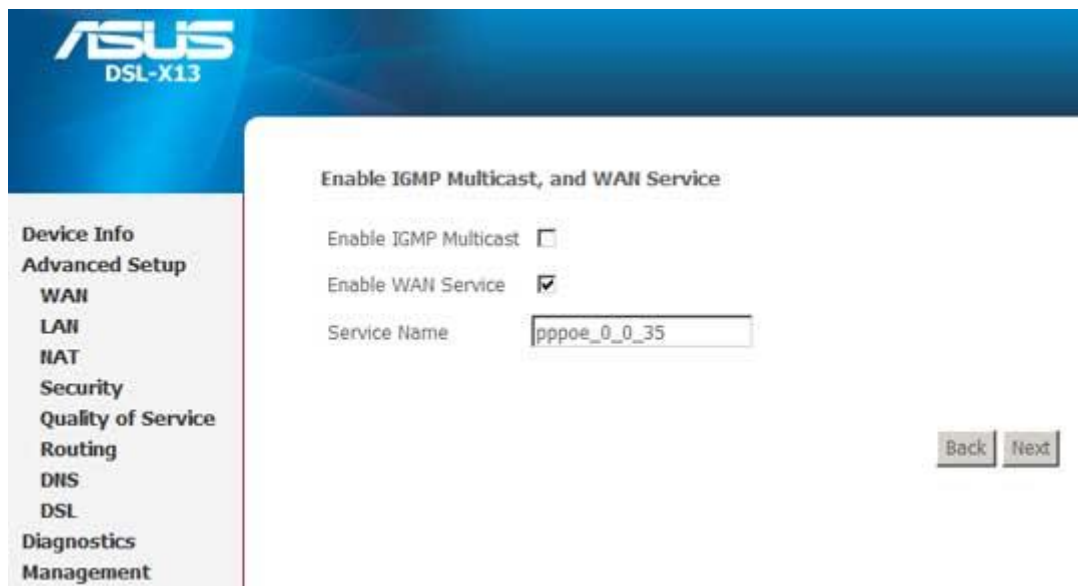 ASUS
DSL-X13
Enable IGMP Multicast, and WAN Service
Device Info
Advanced Setup
WAN
LAN
NAT
Security
Quality of Service
Routing
DNS
DSL
Diagnostics
Management
Enable IGMP Multicast
Enable WAN Service
Service Name pppoe_0_0_35
Back Next